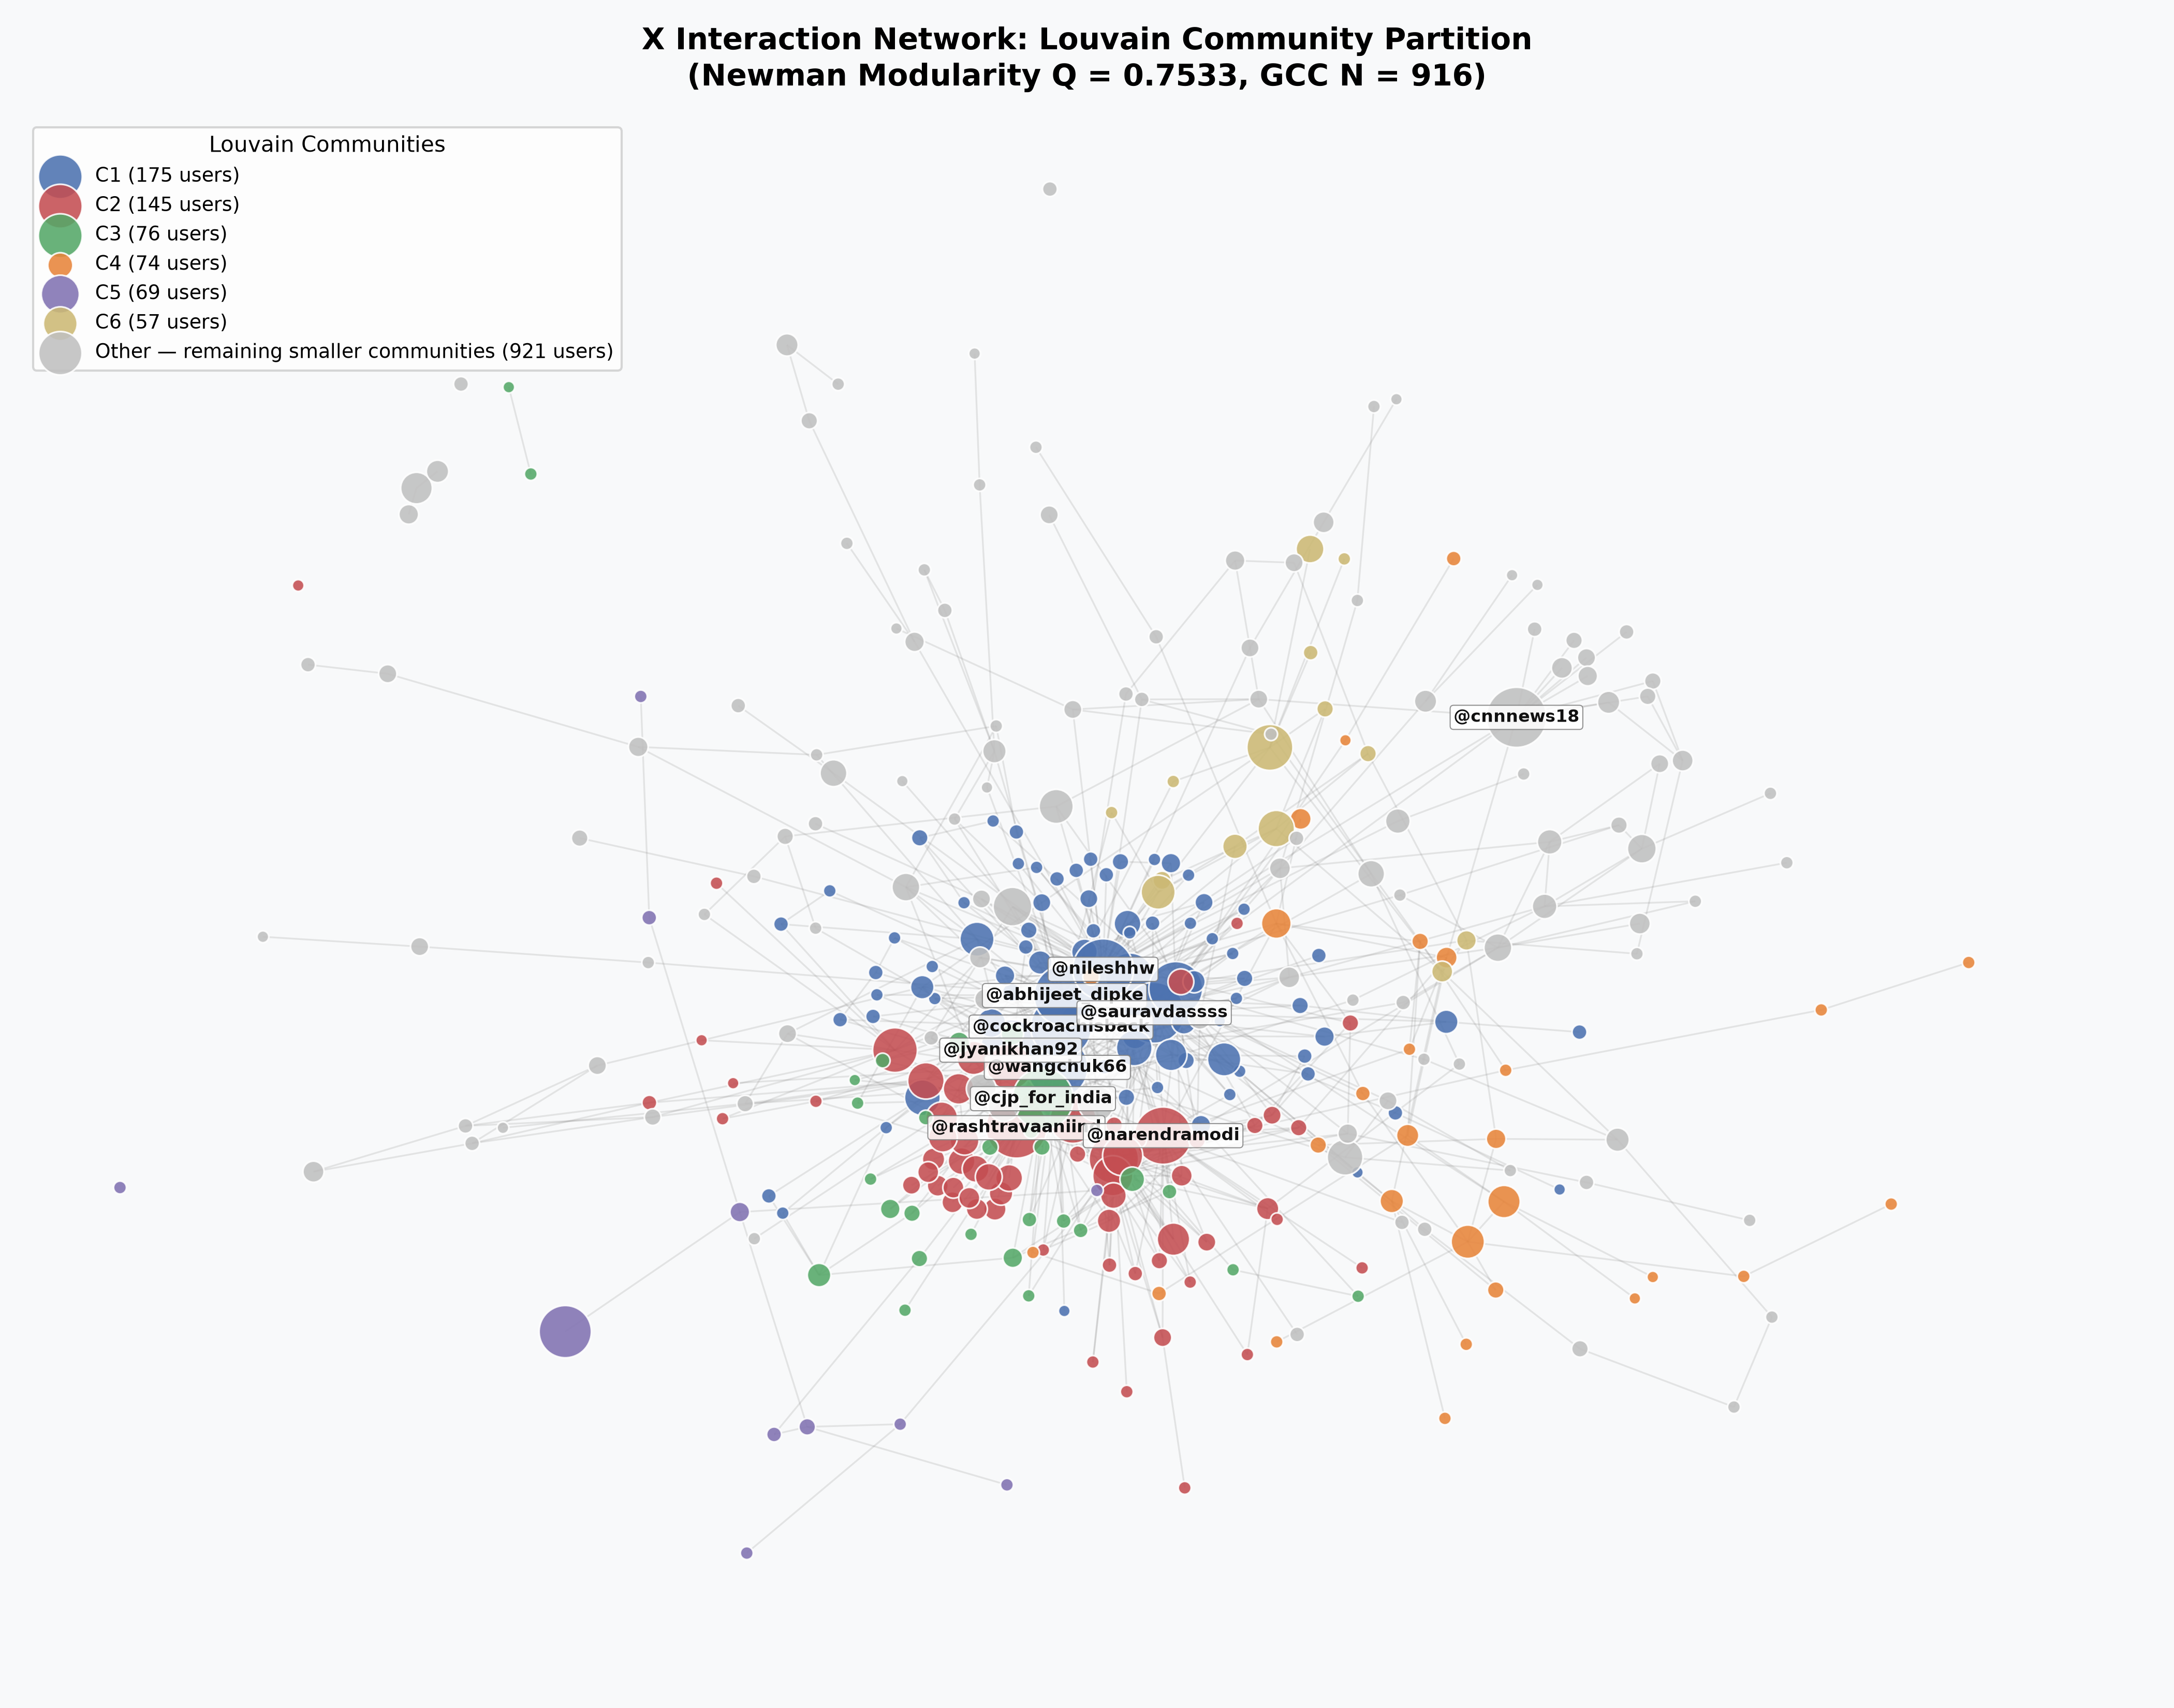 X Interaction Network: Louvain Community Partition
(Newman Modularity Q = 0.7533, GCC N = 916)
Louvain Communities
C1 (175 users)
C2 (145 users)
C3 (76 users)
C4 (74 users)
C5 (69 users)
C6 (57 users)
Other — remaining smaller communities (921 users)
@cnnnews18
@nileshhw
@abhijeet_dipke
@sauravdassss
@cockroachisback
@jyanikhan92
@wangchuk66
@cjp_for_india
@narendramodi